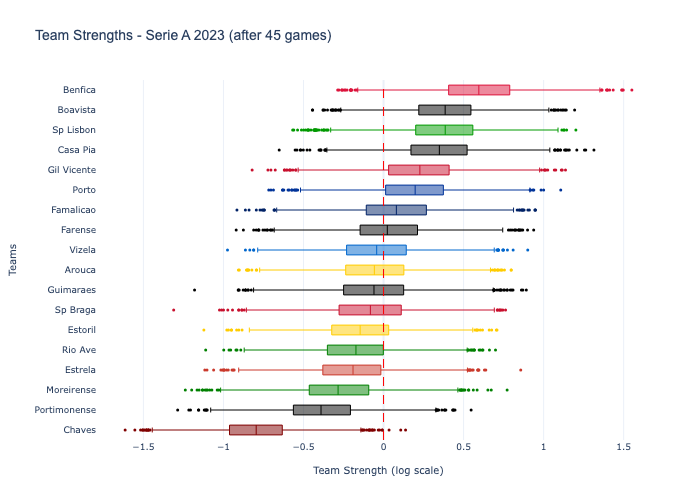 Team Strengths - Serie A 2023 (after 45 games)
Benfica
Boavista
Sp Lisbon
Casa Pia
Gil Vicente
Porto
Famalicao
Farense
Vizela
Arouca
Guimaraes
Sp Braga
Estoril
Rio Ave
Estrela
Moreirense
Portimonense
Chaves
Teams
−1.5 −1 −0.5 0 0.5 1 1.5
Team Strength (log scale)